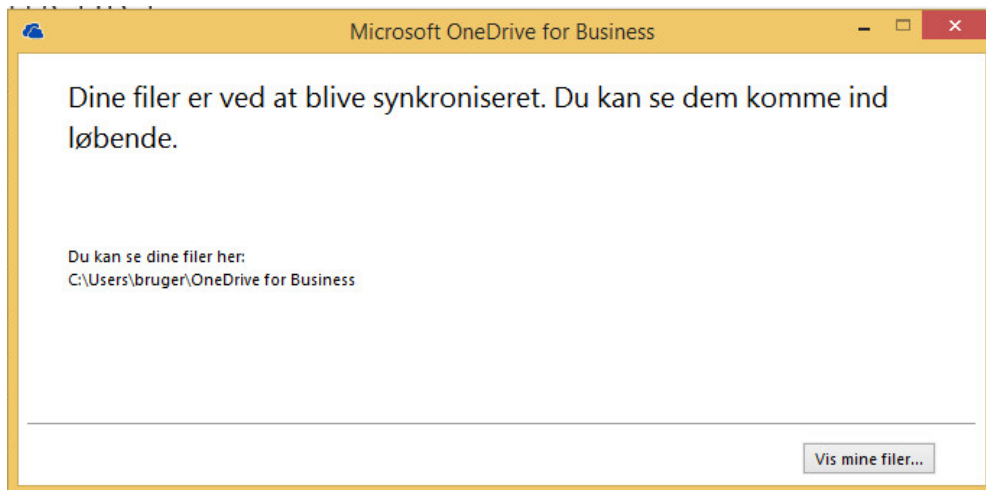 Microsoft OneDrive for Business
Dine filer er ved at blive synkroniseret. Du kan se dem komme ind
løbende.
Du kan se dine filer her:
C:\Users\bruger\OneDrive for Business
Vis mine filer...